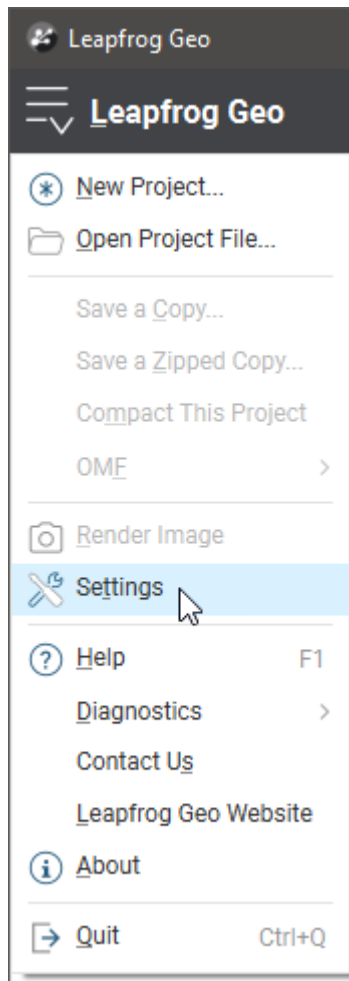 Leapfrog Geo
Leapfrog Geo
New Project...
Open Project File...
Save a Copy...
Save a Zipped Copy...
Compact This Project
OMF
Render Image
Settings
Help F1
Diagnostics
Contact Us
Leapfrog Geo Website
About
Quit Ctrl+Q